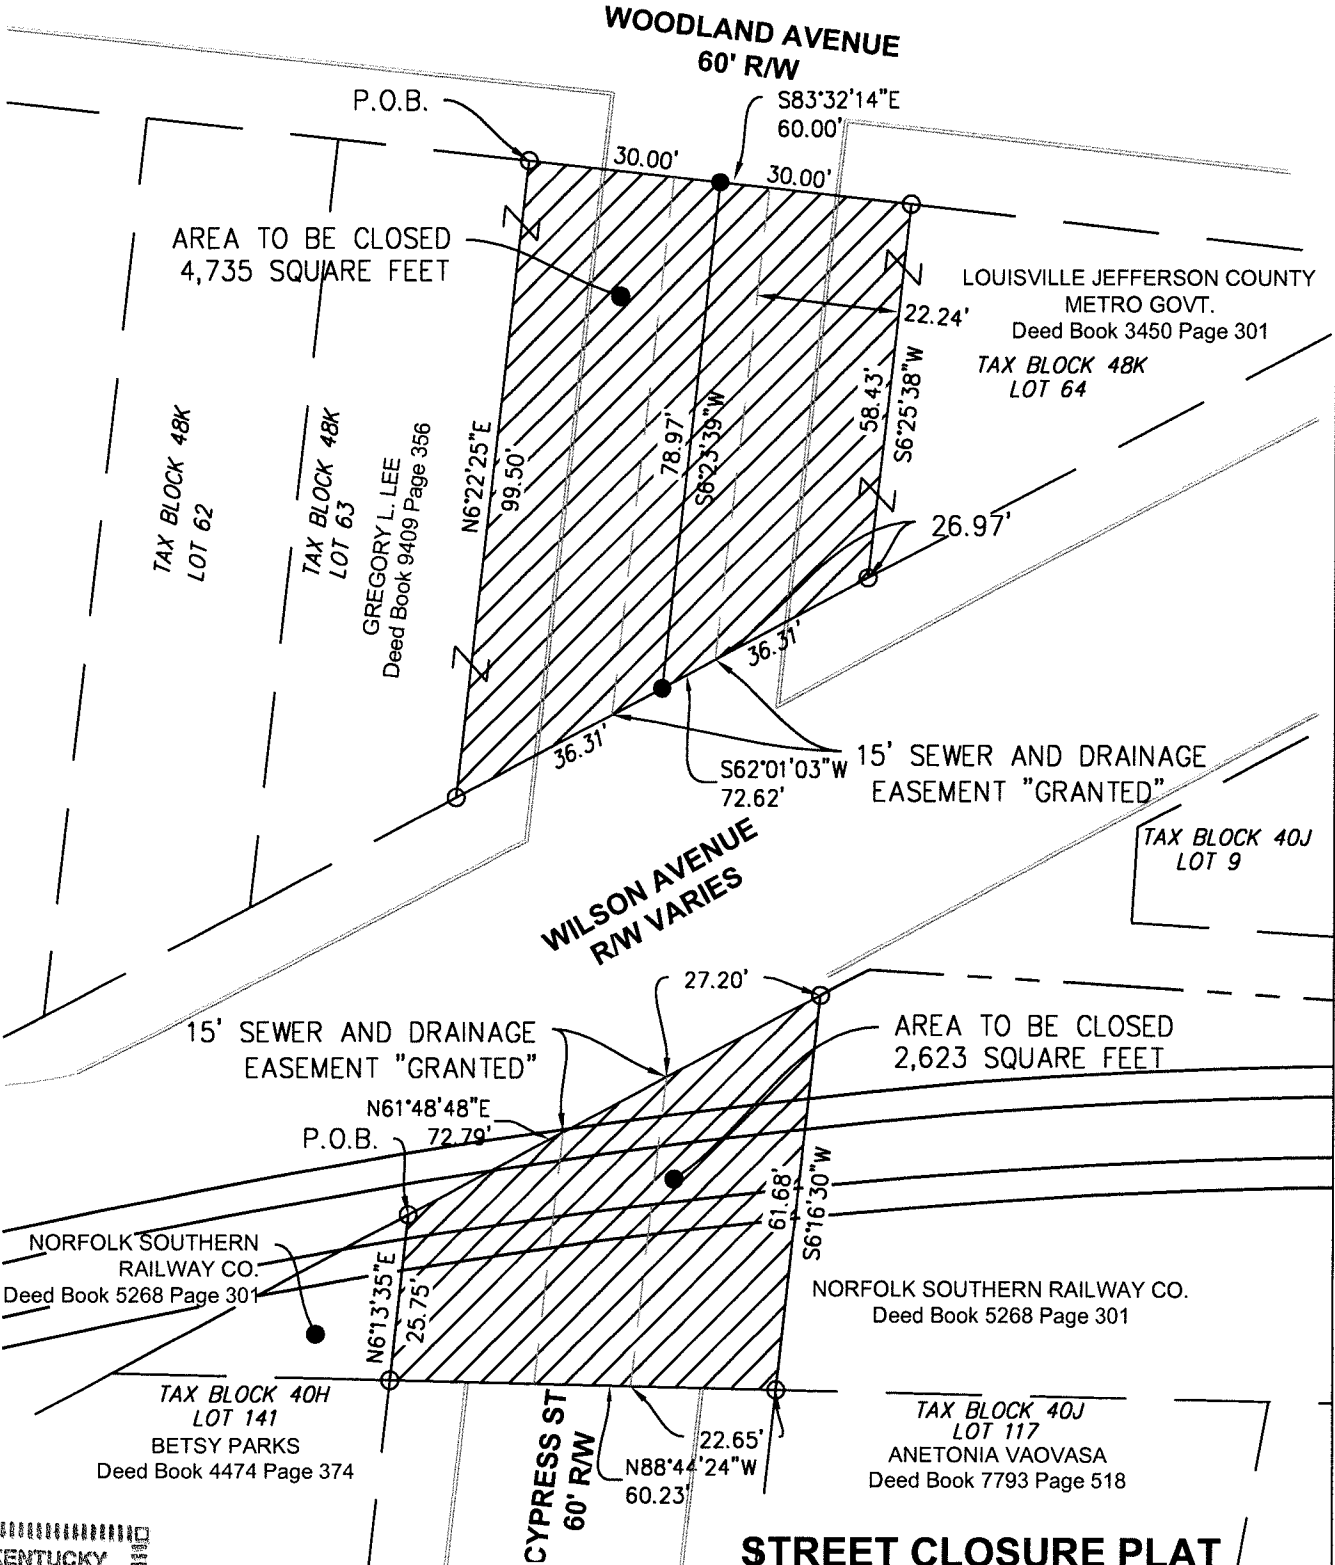 WOODLAND AVENUE
60' R/W
P.O.B.
S83°32'14"E
60.00'
30.00'
30.00'
AREA TO BE CLOSED
4,735 SQUARE FEET
LOUISVILLE JEFFERSON COUNTY
METRO GOVT.
Deed Book 3450 Page 301
22.24'
TAX BLOCK 48K
LOT 64
TAX BLOCK 48K
LOT 62
TAX BLOCK 48K
LOT 63
GREGORY L. LEE
Deed Book 9409 Page 356
N6°22'25"E
99.50'
78.97'
S6°23'39"W
58.43'
S6°25'38"W
26.97'
36.31'
36.31'
S62°01'03"W
72.62'
15' SEWER AND DRAINAGE
EASEMENT "GRANTED"
TAX BLOCK 40J
LOT 9
WILSON AVENUE
R/W VARIES
27.20'
15' SEWER AND DRAINAGE
EASEMENT "GRANTED"
AREA TO BE CLOSED
2,623 SQUARE FEET
N61°48'48"E
72.79'
P.O.B.
61.68'
S6°16'30"W
NORFOLK SOUTHERN
RAILWAY CO.
Deed Book 5268 Page 301
N6°13'35"E
25.75'
NORFOLK SOUTHERN RAILWAY CO.
Deed Book 5268 Page 301
TAX BLOCK 40H
LOT 141
BETSY PARKS
Deed Book 4474 Page 374
CYPRESS ST
60' R/W
22.65'
N88°44'24"W
60.23'
TAX BLOCK 40J
LOT 117
ANETONIA VAOVASA
Deed Book 7793 Page 518
KENTUCKY
STREET CLOSURE PLAT